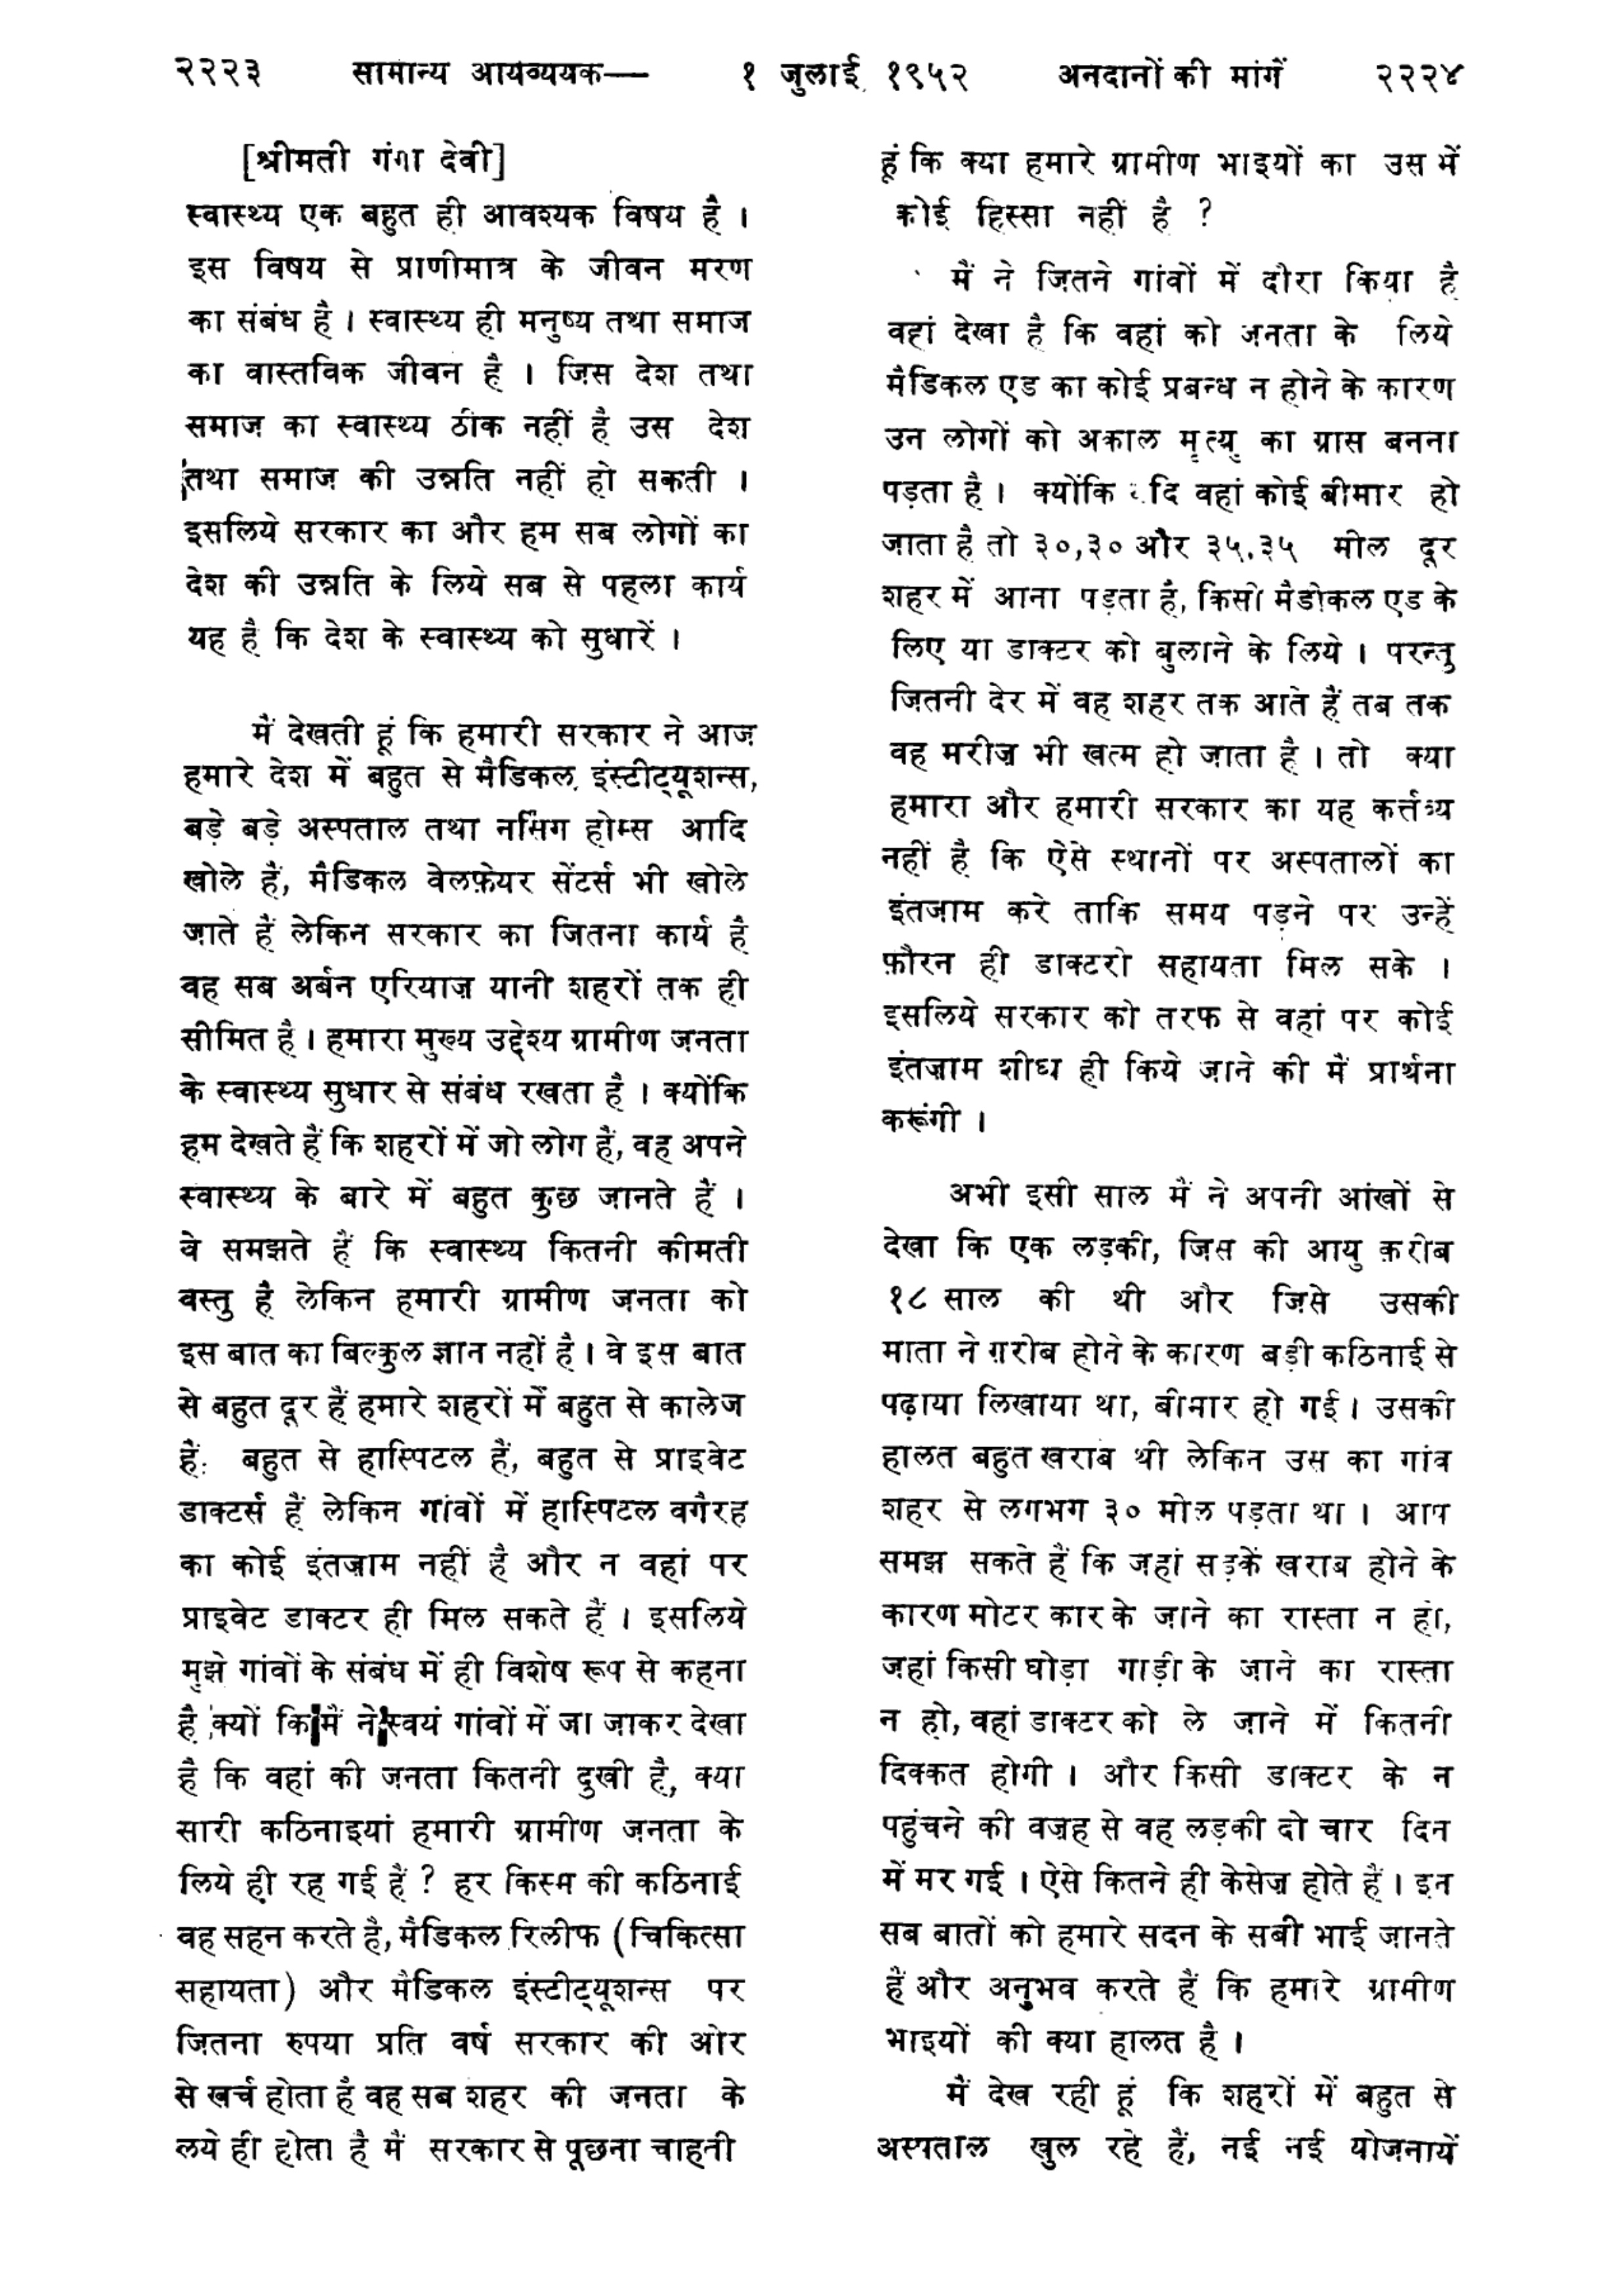 २२२३ सामान्य आयव्ययक— १ जुलाई १९५२ अनदानों की मांगें २२२४
[श्रीमती गंगा देवी]
स्वास्थ्य एक बहुत ही आवश्यक विषय है ।
इस विषय से प्राणीमात्र के जीवन मरण
का संबंध है । स्वास्थ्य ही मनुष्य तथा समाज
का वास्तविक जीवन है । जिस देश तथा
समाज का स्वास्थ्य ठीक नहीं है उस देश
तथा समाज की उन्नति नहीं हो सकती ।
इसलिये सरकार का और हम सब लोगों का
देश की उन्नति के लिये सब से पहला कार्य
यह है कि देश के स्वास्थ्य को सुधारें ।
मैं देखती हूं कि हमारी सरकार ने आज
हमारे देश में बहुत से मैडिकल इंस्टीट्यूशन्स,
बड़े बड़े अस्पताल तथा नर्सिंग होम्स आदि
खोले हैं, मैडिकल वेलफ़ेयर सेंटर्स भी खोले
जाते हैं लेकिन सरकार का जितना कार्य है
वह सब अर्बन एरियाज़ यानी शहरों तक ही
सीमित है । हमारा मुख्य उद्देश्य ग्रामीण जनता
के स्वास्थ्य सुधार से संबंध रखता है । क्योंकि
हम देखते हैं कि शहरों में जो लोग हैं, वह अपने
स्वास्थ्य के बारे में बहुत कुछ जानते हैं ।
वे समझते हैं कि स्वास्थ्य कितनी कीमती
वस्तु है लेकिन हमारी ग्रामीण जनता को
इस बात का बिल्कुल ज्ञान नहीं है । वे इस बात
से बहुत दूर हैं हमारे शहरों में बहुत से कालेज
हैं: बहुत से हास्पिटल हैं, बहुत से प्राइवेट
डाक्टर्स हैं लेकिन गांवों में हास्पिटल वग़ैरह
का कोई इंतज़ाम नहीं है और न वहां पर
प्राइवेट डाक्टर ही मिल सकते हैं । इसलिये
मुझे गांवों के संबंध में ही विशेष रूप से कहना
है क्यों कि मैं ने स्वयं गांवों में जा जाकर देखा
है कि वहां की जनता कितनी दुखी है, क्या
सारी कठिनाइयां हमारी ग्रामीण जनता के
लिये ही रह गई हैं ? हर किस्म की कठिनाई
वह सहन करते है, मैडिकल रिलीफ (चिकित्सा
सहायता) और मैडिकल इंस्टीट्यूशन्स पर
जितना रुपया प्रति वर्ष सरकार की ओर
से खर्च होता है वह सब शहर की जनता के
लये ही होता है मैं सरकार से पूछना चाहती
हूं कि क्या हमारे ग्रामीण भाइयों का उस में
कोई हिस्सा नहीं है ?
मैं ने जितने गांवों में दौरा किया है
वहां देखा है कि वहां को जनता के लिये
मैडिकल एड का कोई प्रबन्ध न होने के कारण
उन लोगों को अकाल मृत्यु का ग्रास बनना
पड़ता है । क्योंकि दि वहां कोई बीमार हो
जाता है तो ३०,३० और ३५,३५ मील दूर
शहर में आना पड़ता है, किसो मैडीकल एड के
लिए या डाक्टर को बुलाने के लिये । परन्तु
जितनी देर में वह शहर तक आते हैं तब तक
वह मरीज़ भी खत्म हो जाता है । तो क्या
हमारा और हमारी सरकार का यह कर्त्तव्य
नहीं है कि ऐसे स्थानों पर अस्पतालों का
इंतजाम करे ताकि समय पड़ने पर उन्हें
फ़ौरन ही डाक्टरो सहायता मिल सके ।
इसलिये सरकार को तरफ से वहां पर कोई
इंतज़ाम शीघ्र ही किये जाने की मैं प्रार्थना
करूंगी ।
अभी इसी साल मैं ने अपनी आंखों से
देखा कि एक लड़की, जिस की आयु क़रीब
१८ साल की थी और जिसे उसकी
माता ने ग़रीब होने के कारण बड़ी कठिनाई से
पढ़ाया लिखाया था, बीमार हो गई । उसकी
हालत बहुत खराब थी लेकिन उस का गांव
शहर से लगभग ३० मील पड़ता था । आप
समझ सकते हैं कि जहां सड़कें खराब होने के
कारण मोटर कार के जाने का रास्ता न हो,
जहां किसी घोड़ा गाड़ी के जाने का रास्ता
न हो, वहां डाक्टर को ले जाने में कितनी
दिक्कत होगी । और किसी डाक्टर के न
पहुंचने की वजह से वह लड़की दो चार दिन
में मर गई । ऐसे कितने ही केसेज़ होते हैं । इन
सब बातों को हमारे सदन के सबी भाई जानते
हैं और अनुभव करते हैं कि हमारे ग्रामीण
भाइयों की क्या हालत है ।
मैं देख रही हूं कि शहरों में बहुत से
अस्पताल खुल रहे हैं, नई नई योजनायें